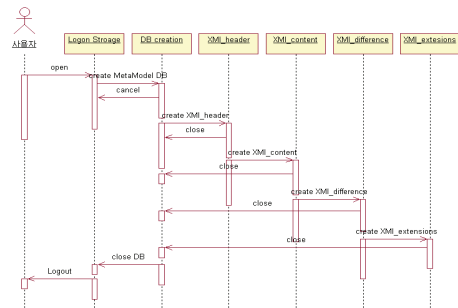 사용자
Logon Stroage
DB creation
XMI_header
XMI_content
XMI_difference
XMI_extesions
open
create MetaModel DB
cancel
create XMI_header
close
create XMI_content
close
create XMI_difference
close
create XMI_extensions
close
close DB
Logout